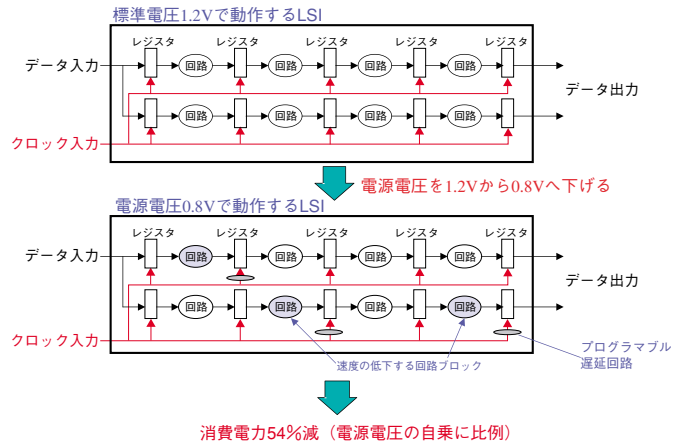 標準電圧1.2Vで動作するLSI
レジスタ レジスタ レジスタ レジスタ レジスタ
データ入力 回路 回路 回路 回路
データ出力
回路 回路 回路 回路
クロック入力
電源電圧を1.2Vから0.8Vへ下げる
電源電圧0.8Vで動作するLSI
レジスタ レジスタ レジスタ レジスタ レジスタ
データ入力 回路 回路 回路 回路
データ出力
回路 回路 回路 回路
クロック入力
プログラマブル
遅延回路
速度の低下する回路ブロック
消費電力54%減（電源電圧の自乗に比例）